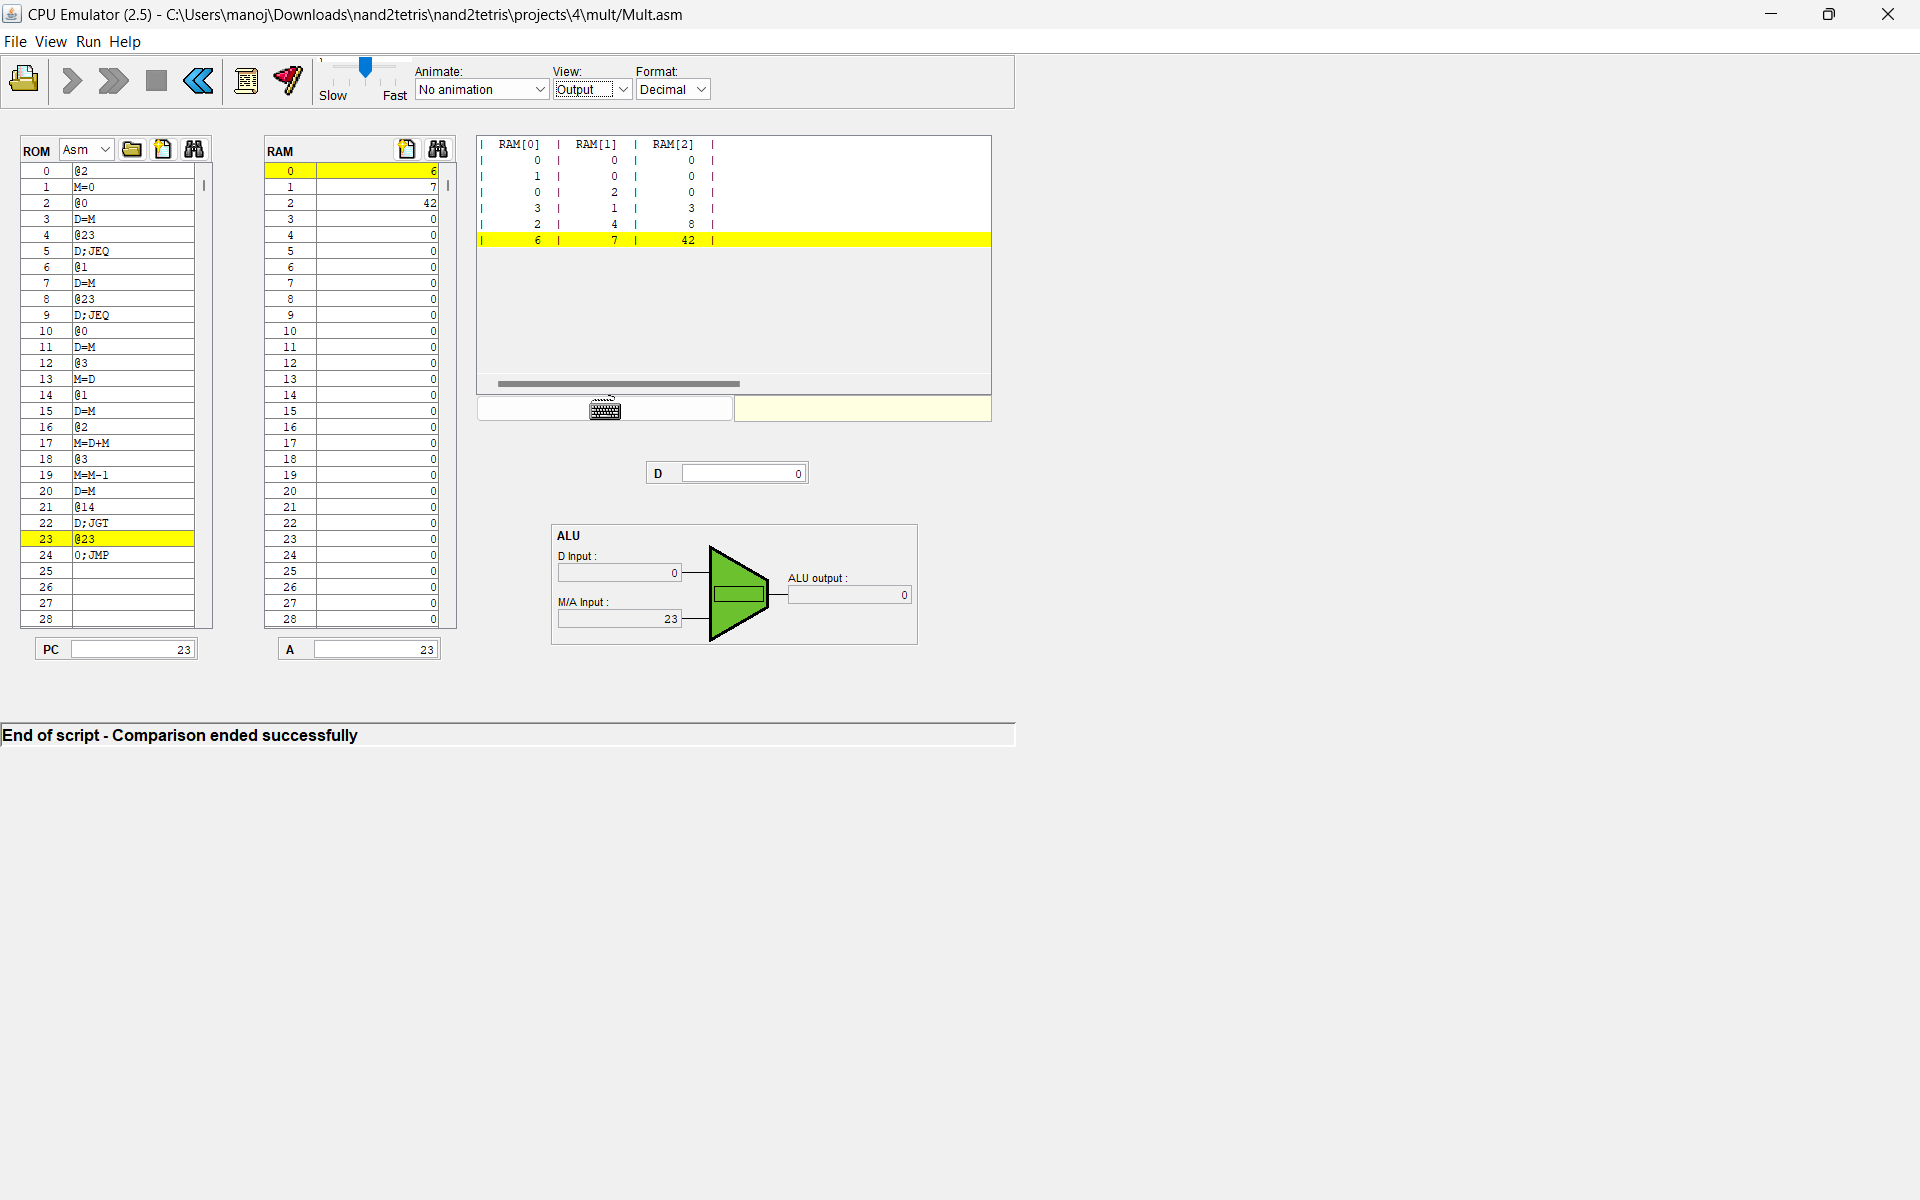 CPU Emulator (2.5) - C:\Users\manoj\Downloads\nand2tetris\nand2tetris\projects\4\mult/Mult.asm
File View Run Help
Animate: View: Format:
Slow Fast No animation Output Decimal
ROM Asm
0 @2
1 M=0
2 @0
3 D=M
4 @23
5 D;JEQ
6 @1
7 D=M
8 @23
9 D;JEQ
10 @0
11 D=M
12 @3
13 M=D
14 @1
15 D=M
16 @2
17 M=D+M
18 @3
19 M=M-1
20 D=M
21 @14
22 D;JGT
23 @23
24 0;JMP
25
26
27
28
PC 23
RAM
0 6
1 7
2 42
3 0
4 0
5 0
6 0
7 0
8 0
9 0
10 0
11 0
12 0
13 0
14 0
15 0
16 0
17 0
18 0
19 0
20 0
21 0
22 0
23 0
24 0
25 0
26 0
27 0
28 0
A 23
| RAM[0] | RAM[1] | RAM[2] |
| 0 | 0 | 0 |
| 1 | 0 | 0 |
| 0 | 2 | 0 |
| 3 | 1 | 3 |
| 2 | 4 | 8 |
| 6 | 7 | 42 |
D 0
ALU
D Input :
0
M/A Input :
23
ALU output :
0
End of script - Comparison ended successfully